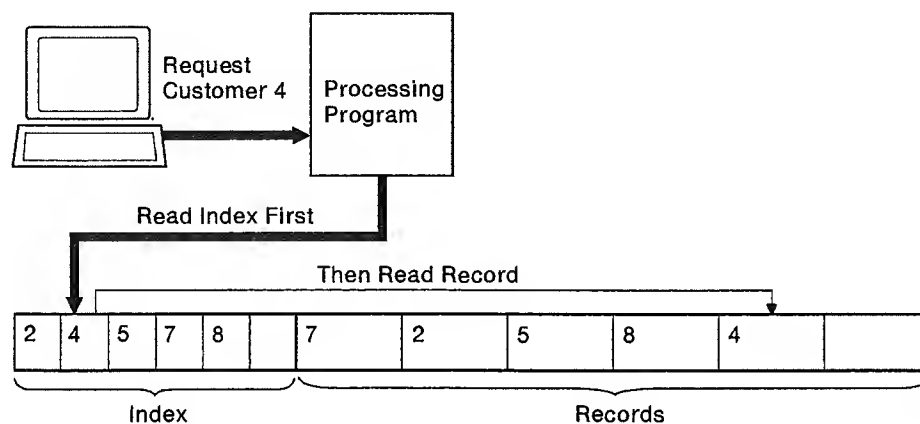 Request
Customer 4
Processing
Program
Read Index First
Then Read Record
2 4 5 7 8 7 2 5 8 4
Index Records